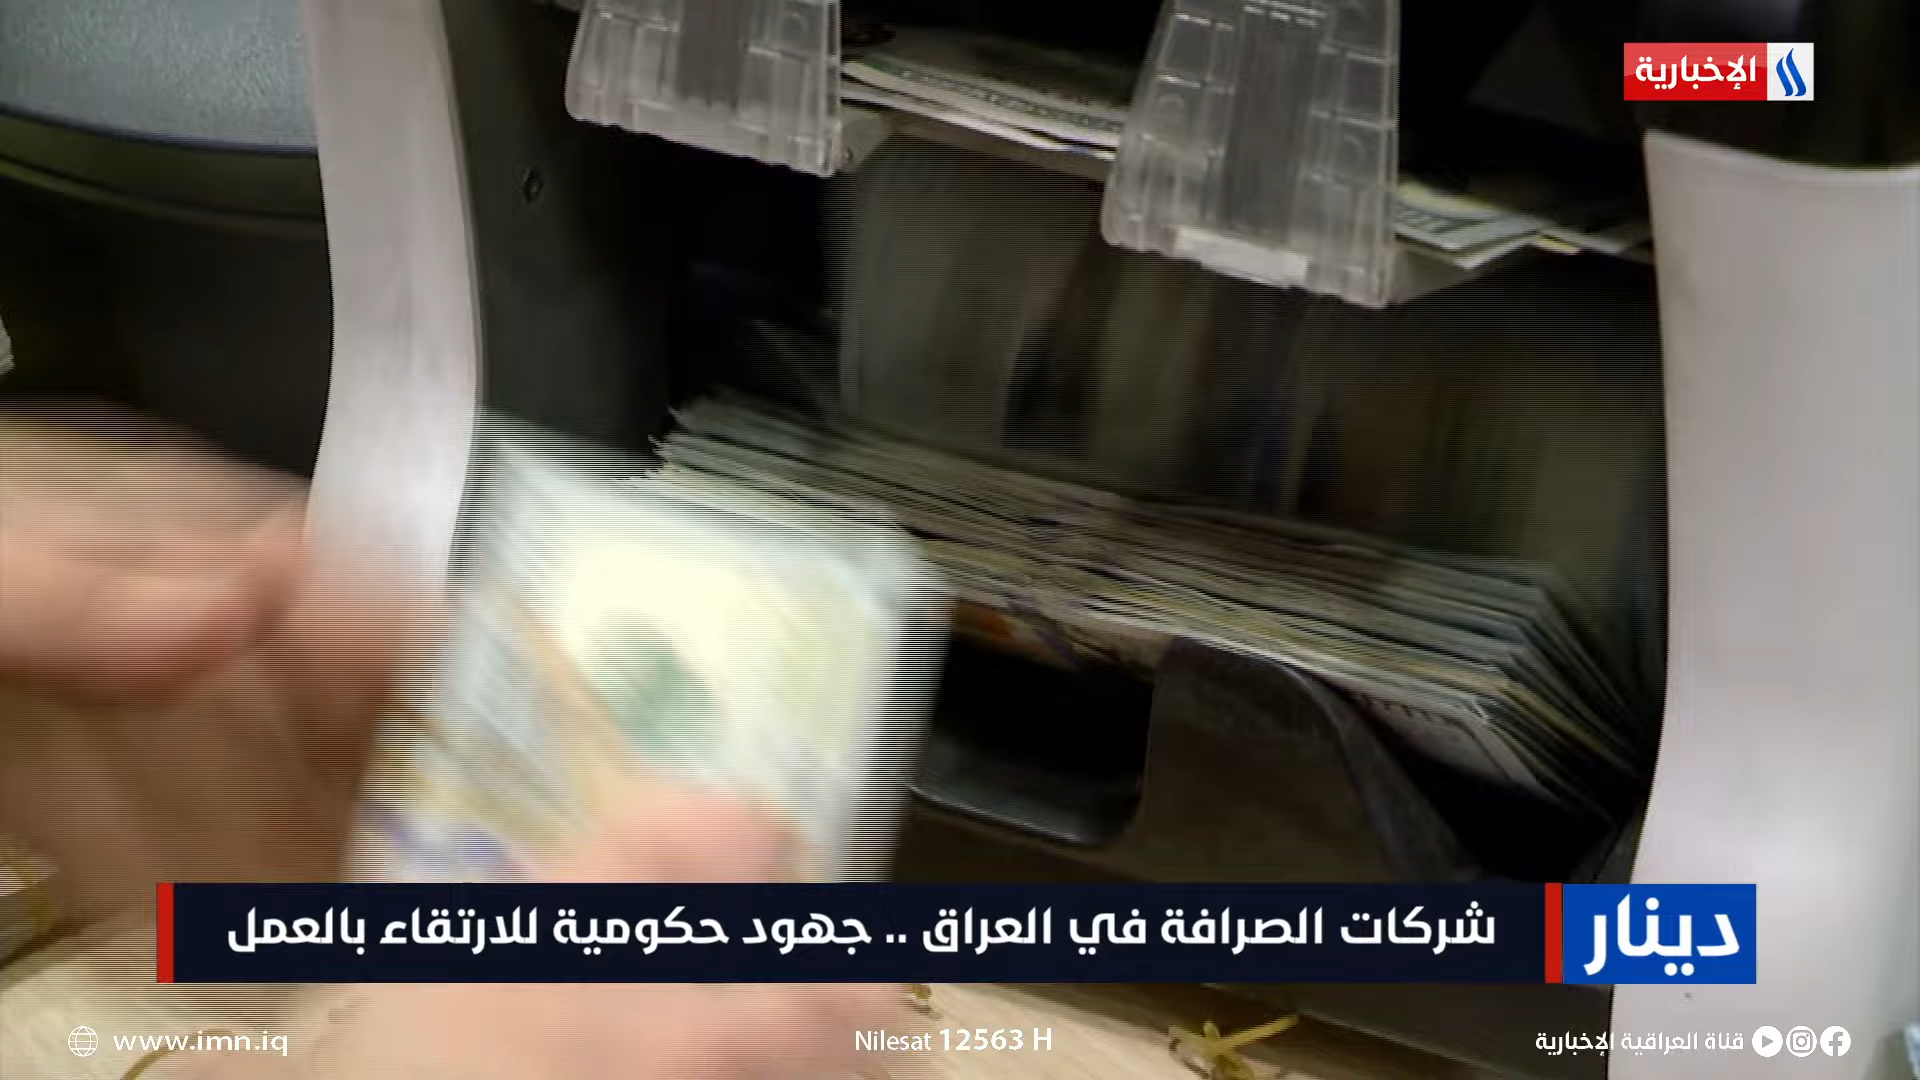 الإخبارية
دينار
شركات الصرافة في العراق .. جهود حكومية للارتقاء بالعمل
www.imn.iq
Nilesat 12563 H
قناة العراقية الإخبارية